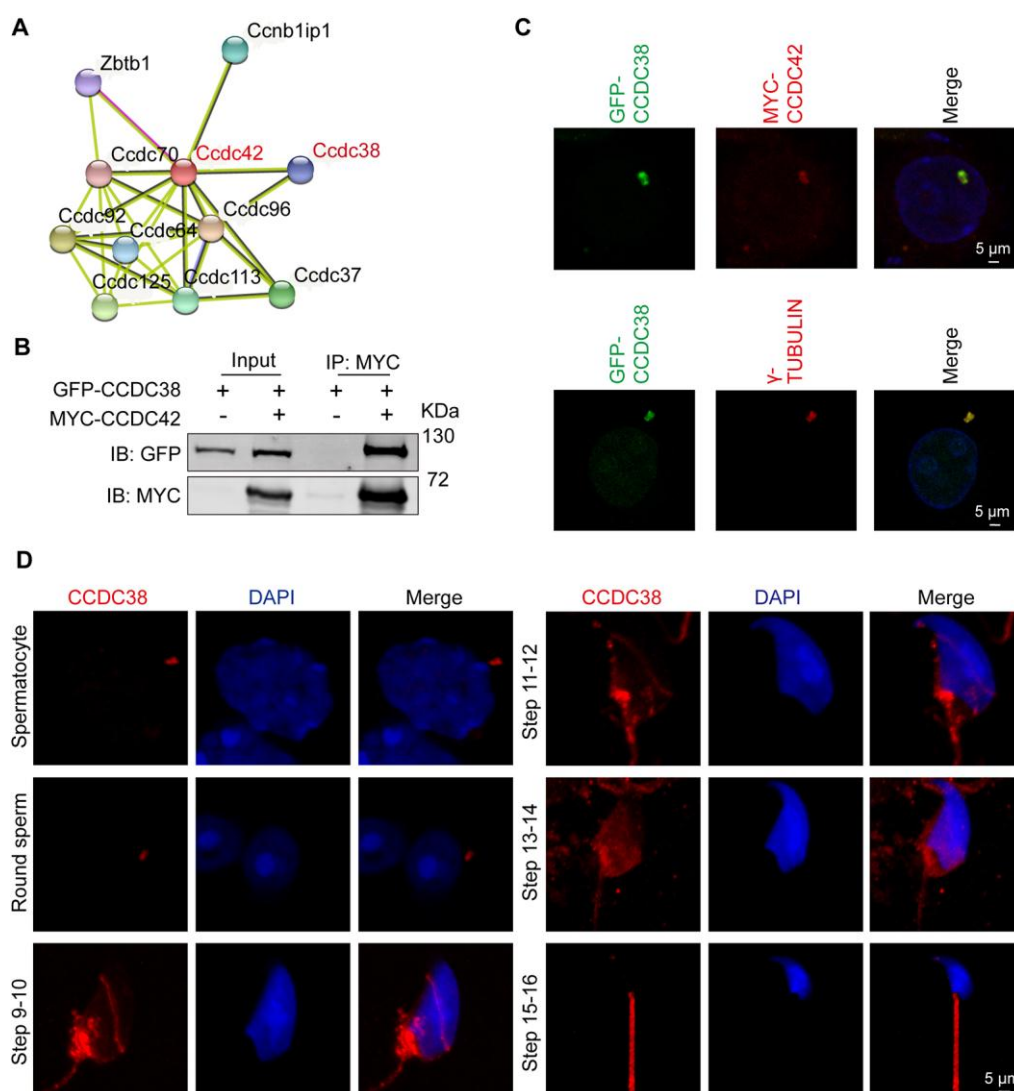 A
Ccnb1ip1
Zbtb1
Ccdc70
Ccdc42
Ccdc38
Ccdc92
Ccdc64
Ccdc96
Ccdc125
Ccdc113
Ccdc37
B
Input
IP: MYC
GFP-CCDC38 + + + +
MYC-CCDC42 - + - +
KDa
130
IB: GFP
72
IB: MYC
C
GFP-
CCDC38
MYC-
CCDC42
Merge
5 µm
GFP-
CCDC38
γ-
TUBULIN
Merge
5 µm
D
CCDC38
DAPI
Merge
Spermatocyte
Round sperm
Step 9-10
CCDC38
DAPI
Merge
Step 11-12
Step 13-14
Step 15-16
5 µm